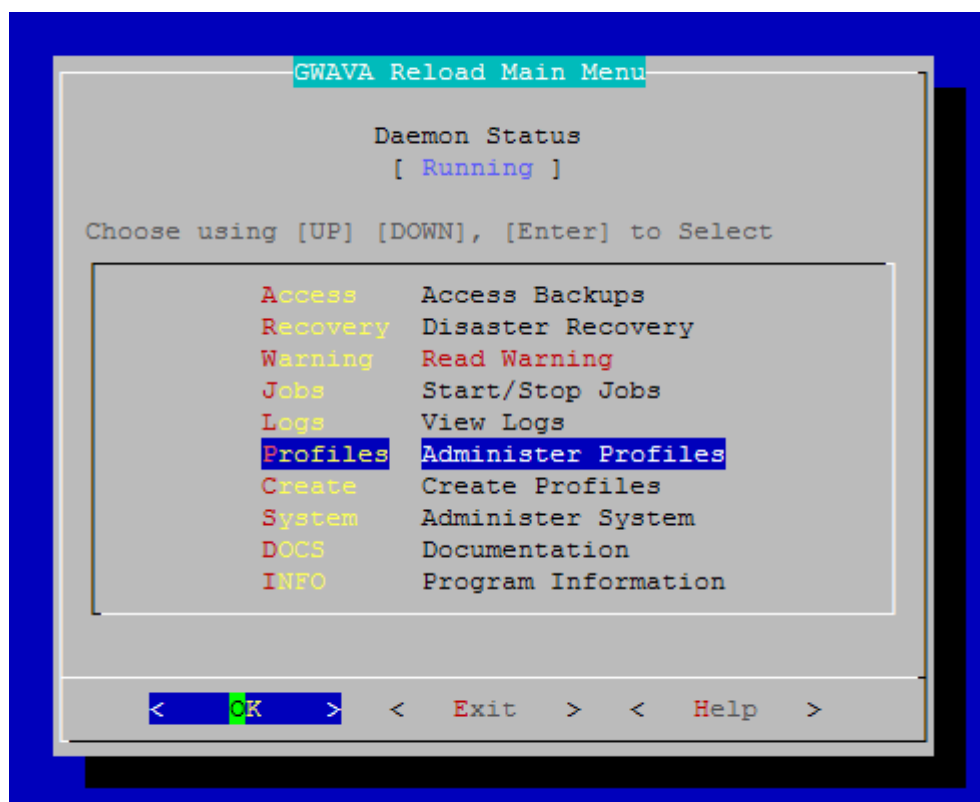 GWAVA Reload Main Menu
Daemon Status
[ Running ]
Choose using [UP] [DOWN], [Enter] to Select
Access Access Backups
Recovery Disaster Recovery
Warning Read Warning
Jobs Start/Stop Jobs
Logs View Logs
Profiles Administer Profiles
Create Create Profiles
System Administer System
DOCS Documentation
INFO Program Information
< OK > < Exit > < Help >